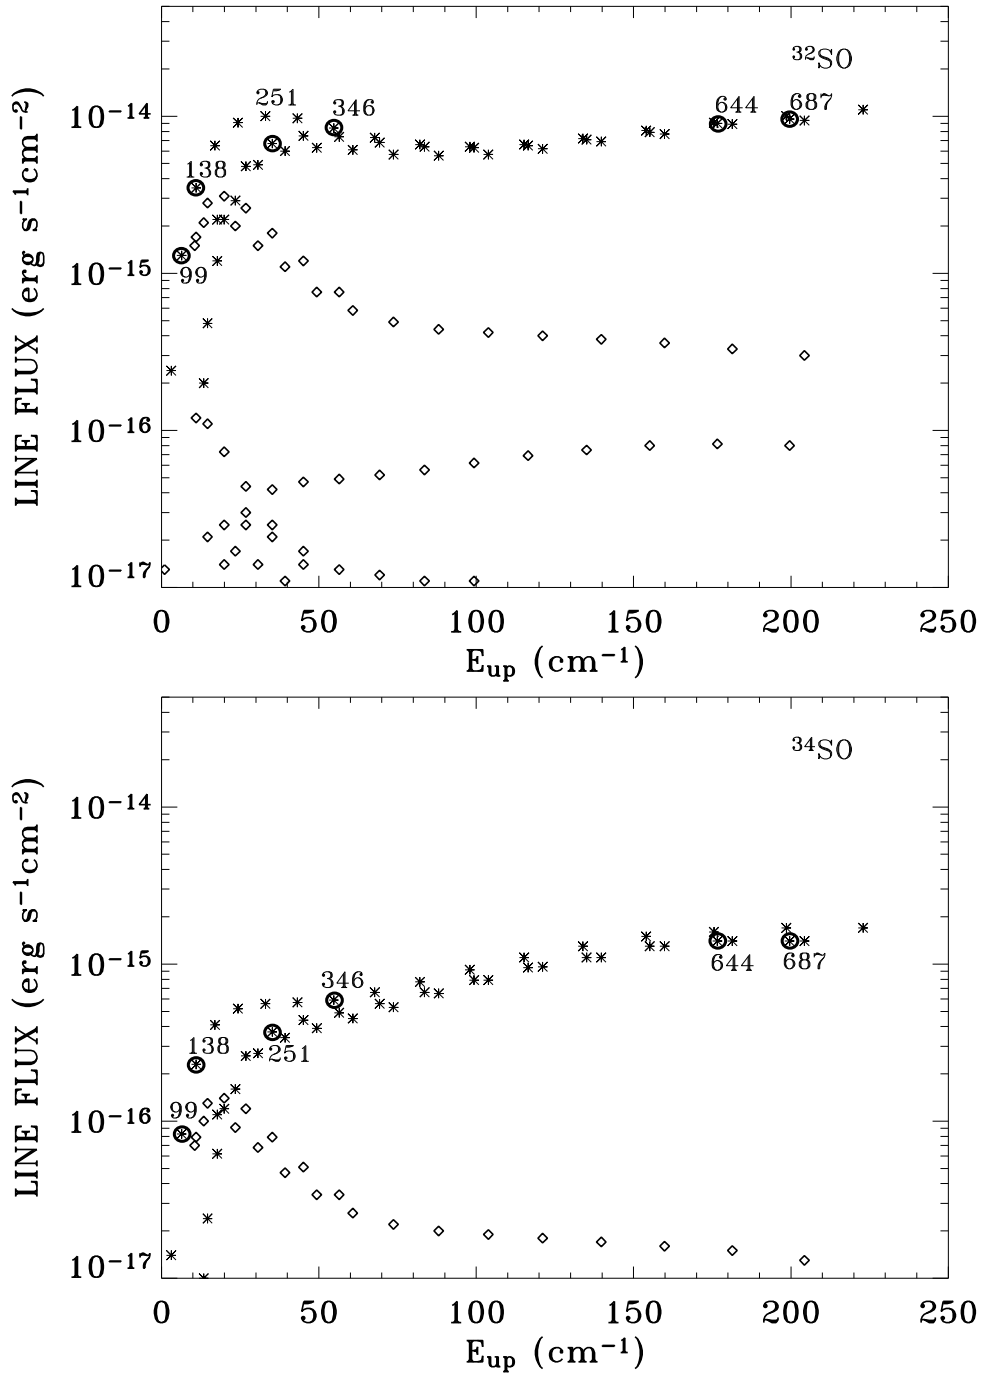 ³²SO
10⁻¹⁴
251
346
644
687
138
99
10⁻¹⁵
10⁻¹⁶
10⁻¹⁷
LINE FLUX (erg s⁻¹cm⁻²)
0 50 100 150 200 250
E_up (cm⁻¹)
³⁴SO
10⁻¹⁴
10⁻¹⁵
346
644
687
138
251
99
10⁻¹⁶
10⁻¹⁷
LINE FLUX (erg s⁻¹cm⁻²)
0 50 100 150 200 250
E_up (cm⁻¹)